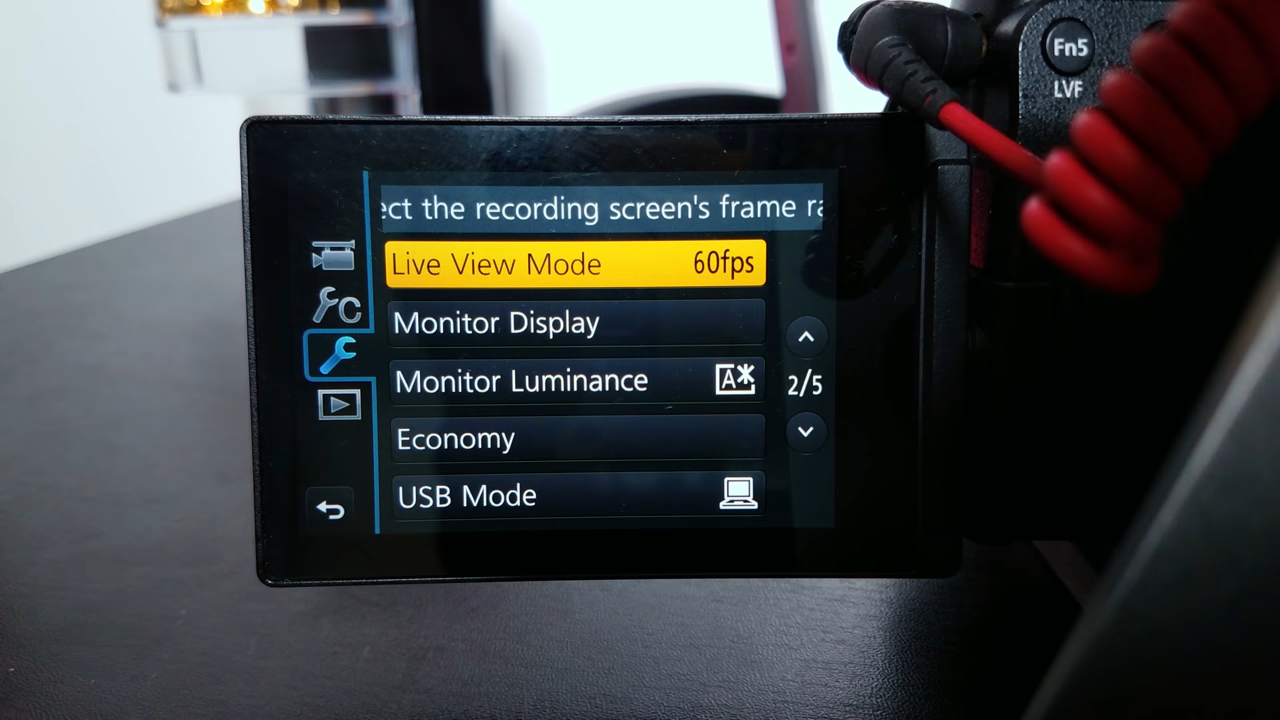 Fn5
LVF
ect the recording screen's frame ra
Live View Mode 60fps
Monitor Display
Monitor Luminance A*
2/5
Economy
USB Mode
C